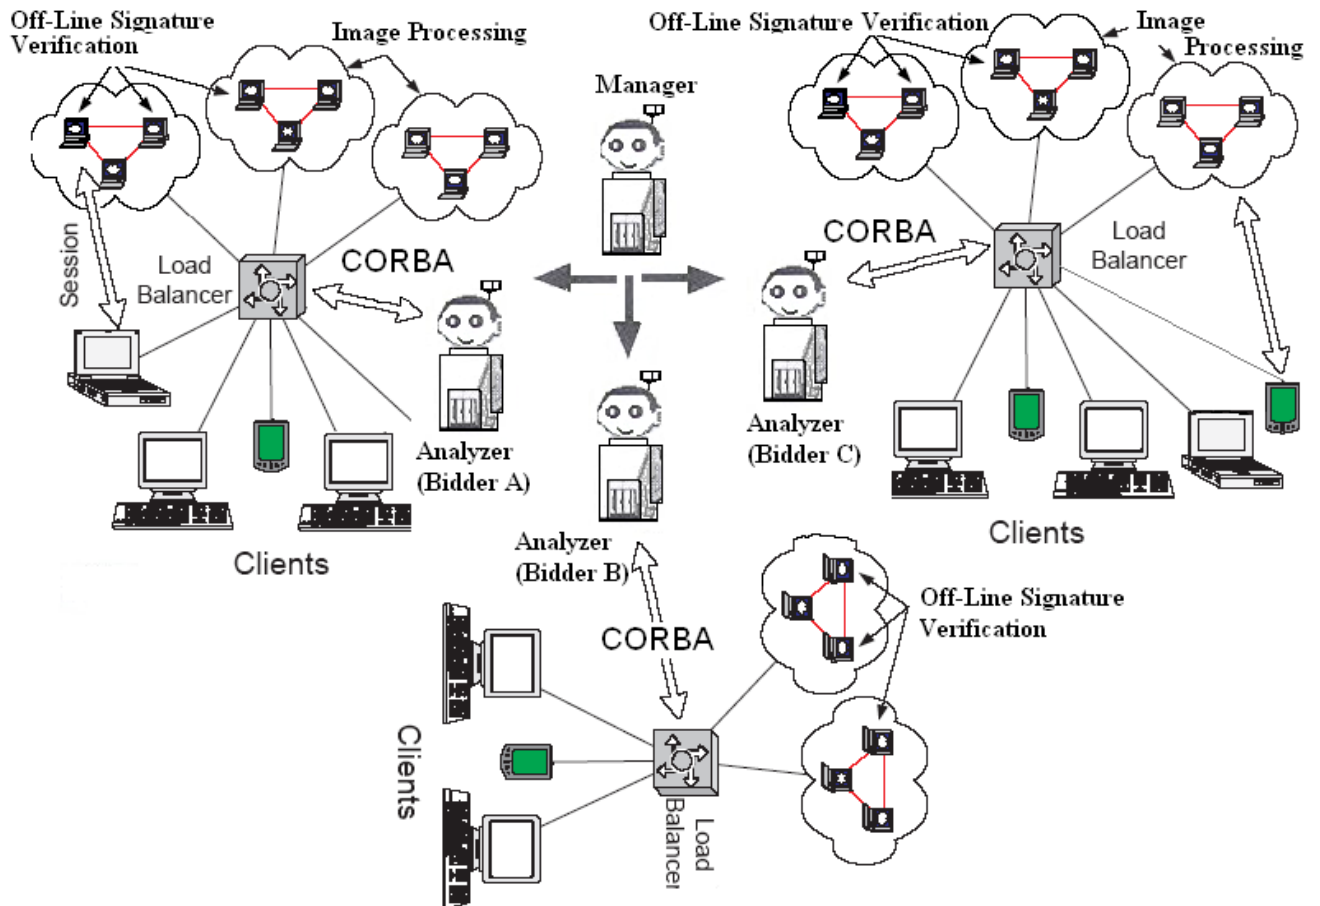 Off-Line Signature
Verification
Image Processing
Manager
Off-Line Signature Verification
Image
Processing
Session
Load
Balancer
CORBA
Analyzer
(Bidder A)
Clients
CORBA
Load
Balancer
Analyzer
(Bidder C)
Clients
Analyzer
(Bidder B)
CORBA
Off-Line Signature
Verification
Clients
Load
Balancer